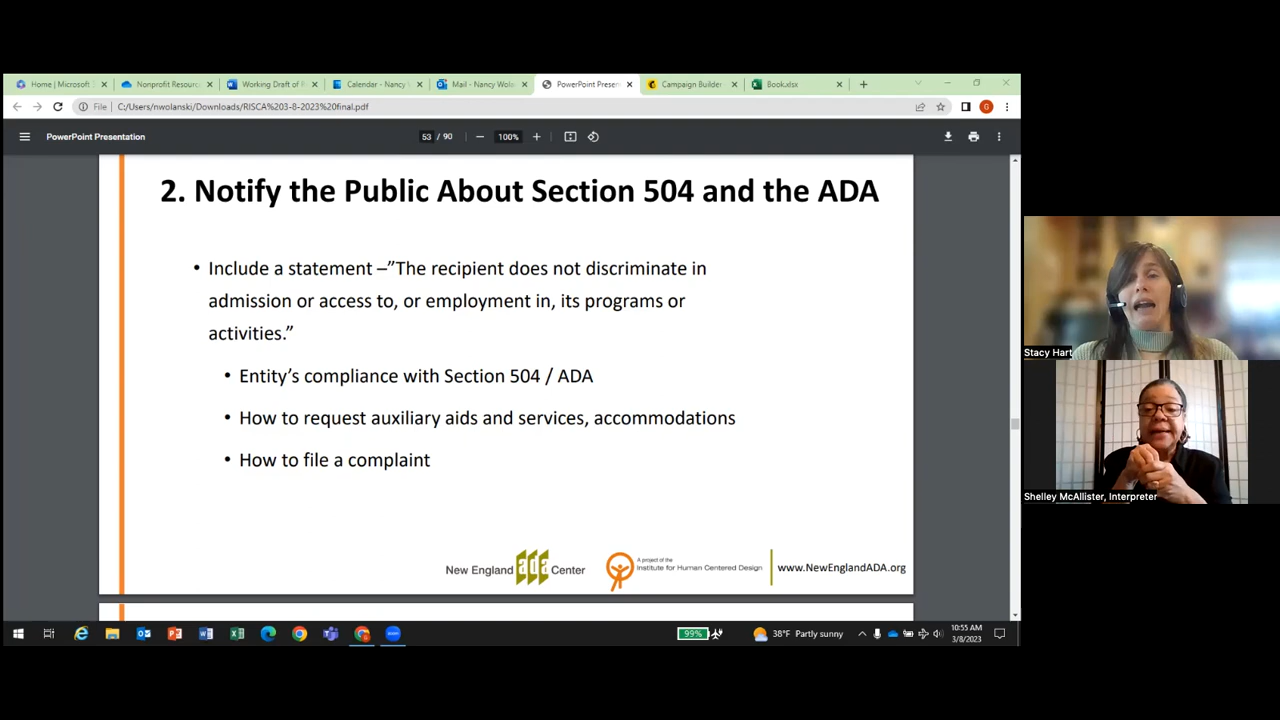 Home | Microsoft
Nonprofit Resourc
Working Draft of R
Calendar - Nancy
Mail - Nancy Wola
PowerPoint Presen
Campaign Builder
Book.xlsx
File
C:/Users/nwolanski/Downloads/RISCA%203-8-2023%20final.pdf
G
PowerPoint Presentation
53 / 90
100%
2. Notify the Public About Section 504 and the ADA
• Include a statement –”The recipient does not discriminate in
admission or access to, or employment in, its programs or
activities.”
• Entity’s compliance with Section 504 / ADA
• How to request auxiliary aids and services, accommodations
• How to file a complaint
New England ada Center
A project of the
Institute for Human Centered Design
www.NewEnglandADA.org
Stacy Hart
Shelley McAllister, Interpreter
99%
38°F Partly sunny
10:55 AM
3/8/2023